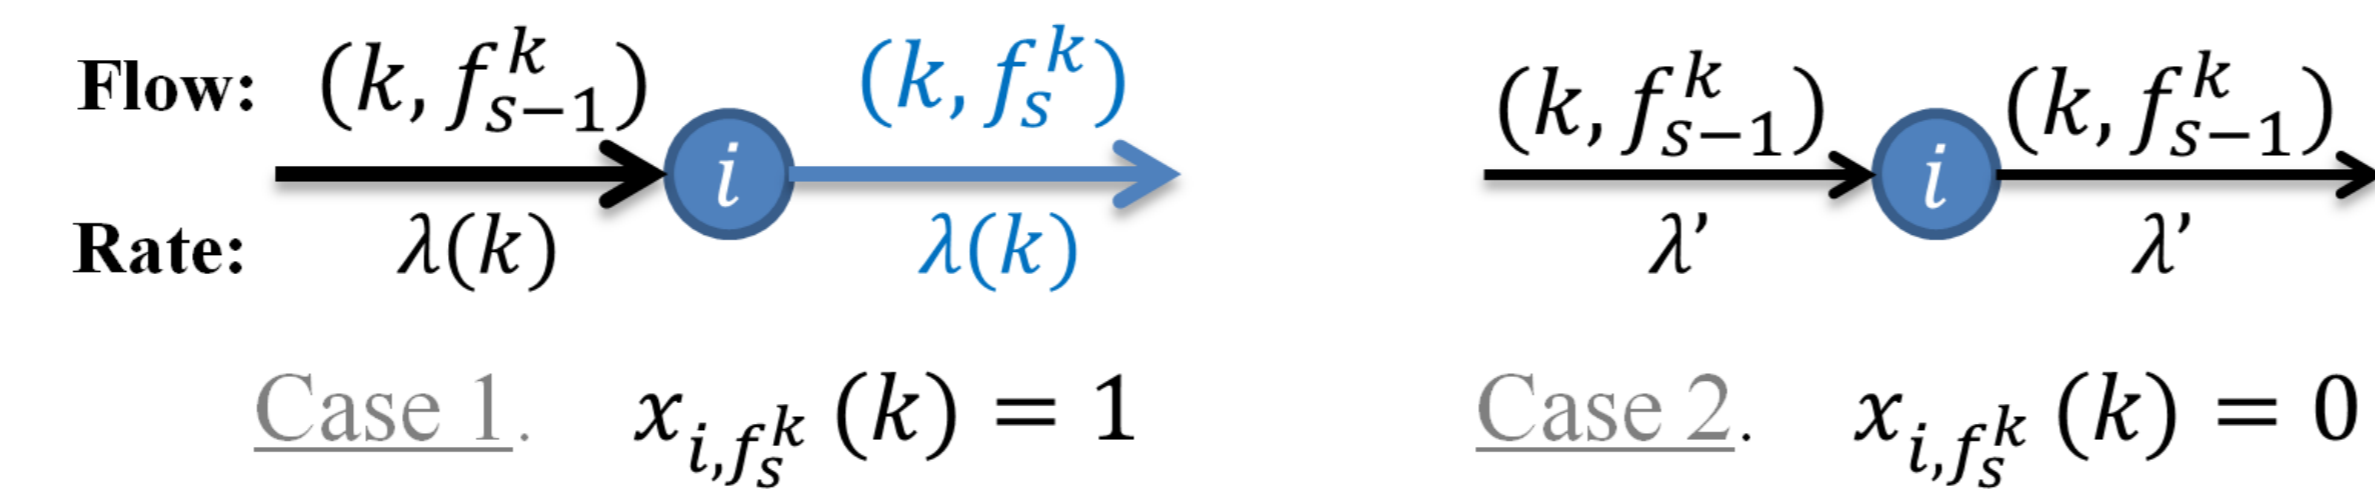 Flow: (k, f_{s−1}^k) (k, f_s^k) (k, f_{s−1}^k) (k, f_{s−1}^k)
i i
Rate: λ(k) λ(k) λ’ λ’
Case 1. x_{i,f_s^k} (k) = 1 Case 2. x_{i,f_s^k} (k) = 0